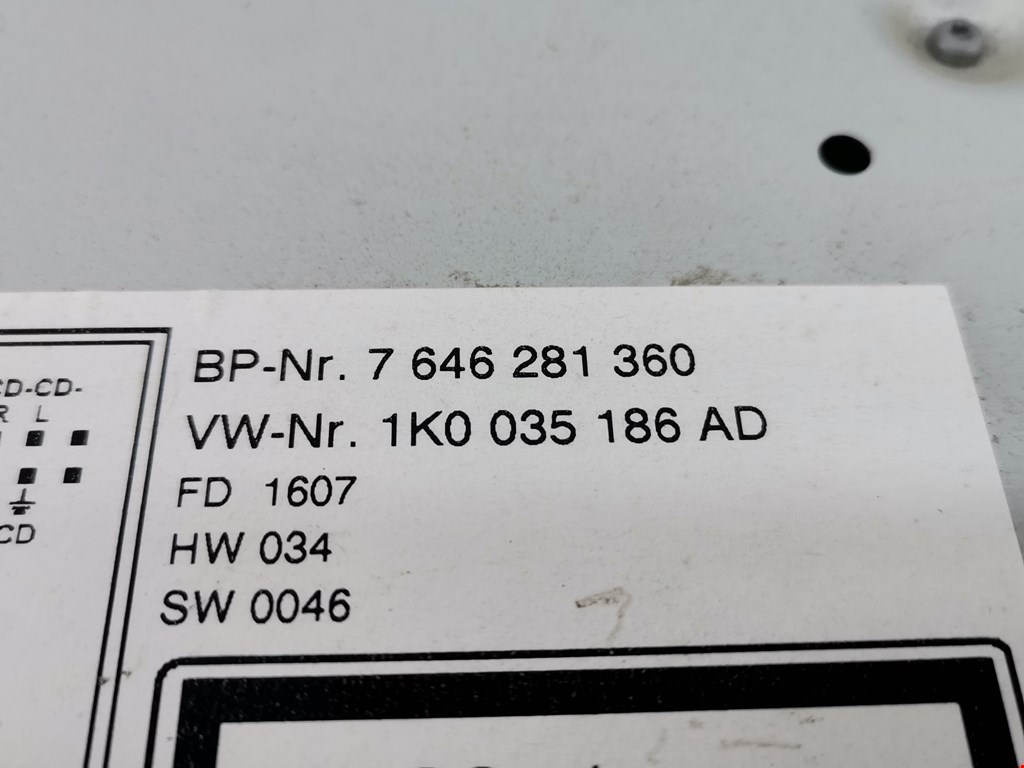 BP-Nr. 7 646 281 360
CD-CD-
R L
VW-Nr. 1K0 035 186 AD
FD 1607
HW 034
CD
SW 0046